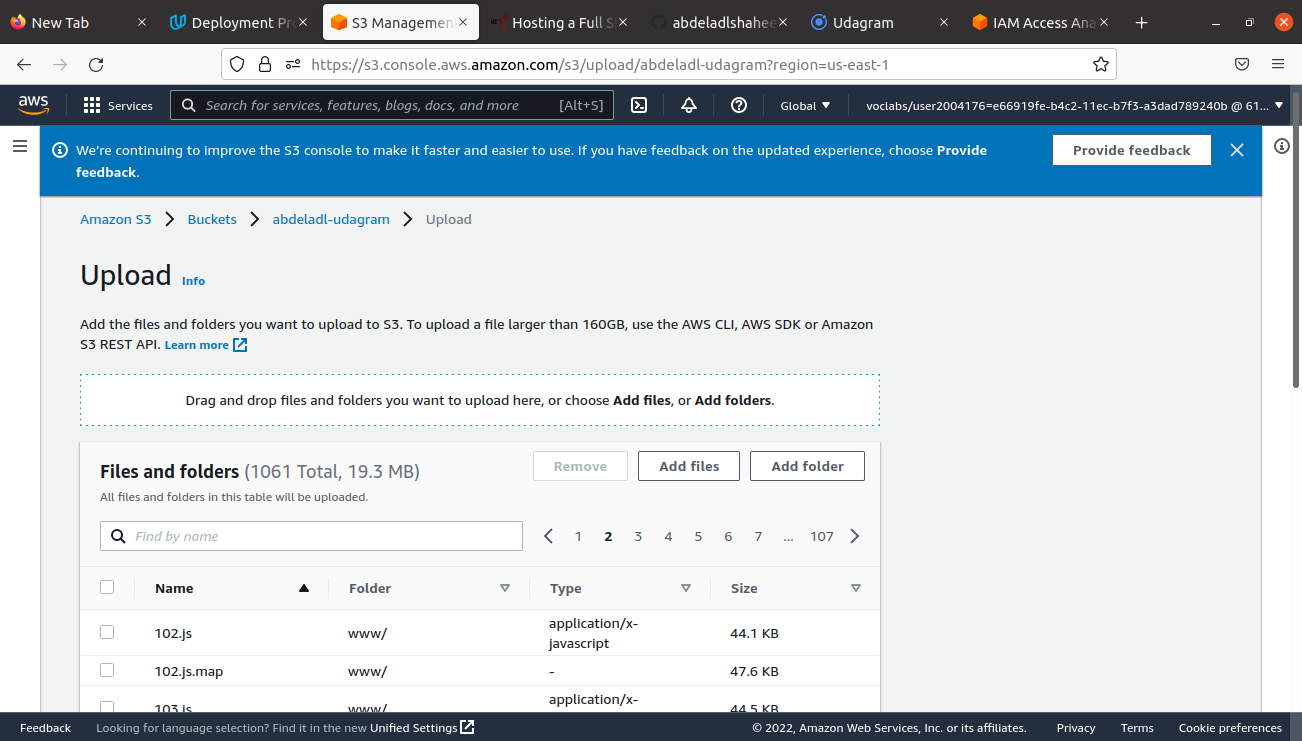 New Tab
Deployment Pr
S3 Managemen
Hosting a Full S
abdeladlshahee
Udagram
IAM Access Ana
https://s3.console.aws.amazon.com/s3/upload/abdeladl-udagram?region=us-east-1
aws
Services
Search for services, features, blogs, docs, and more [Alt+S]
Global
voclabs/user2004176=e66919fe-b4c2-11ec-b7f3-a3dad789240b @ 61...
We're continuing to improve the S3 console to make it faster and easier to use. If you have feedback on the updated experience, choose Provide
feedback.
Provide feedback
Amazon S3 > Buckets > abdeladl-udagram > Upload
Upload Info
Add the files and folders you want to upload to S3. To upload a file larger than 160GB, use the AWS CLI, AWS SDK or Amazon
S3 REST API. Learn more
Drag and drop files and folders you want to upload here, or choose Add files, or Add folders.
Files and folders (1061 Total, 19.3 MB)
Remove
Add files
Add folder
All files and folders in this table will be uploaded.
Find by name
1 2 3 4 5 6 7 ... 107
Name Folder Type Size
102.js www/ application/x-javascript 44.1 KB
102.js.map www/ - 47.6 KB
103.js www/ application/x- 44.5 KB
Feedback
Looking for language selection? Find it in the new Unified Settings
© 2022, Amazon Web Services, Inc. or its affiliates.
Privacy
Terms
Cookie preferences